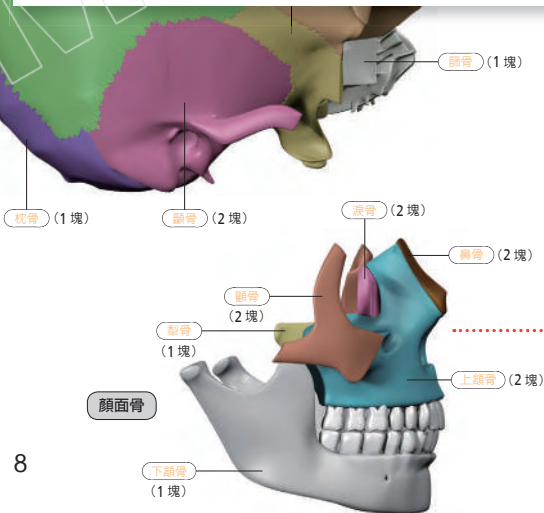 篩骨（1 塊）
枕骨（1 塊）
顳骨（2 塊）
淚骨（2 塊）
鼻骨（2 塊）
顴骨
（2 塊）
犁骨
（1 塊）
上頜骨（2 塊）
顏面骨
8
下頜骨
（1 塊）